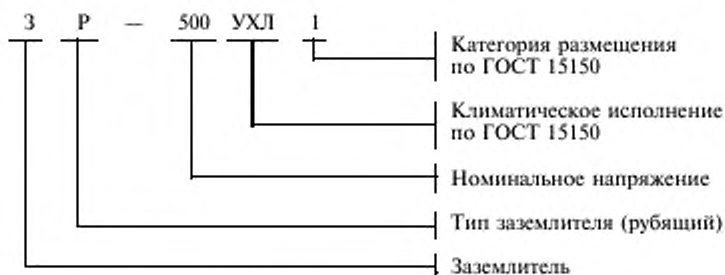 З Р — 500 УХЛ 1
Категория размещения
по ГОСТ 15150
Климатическое исполнение
по ГОСТ 15150
Номинальное напряжение
Тип заземлителя (рубящий)
Заземлитель